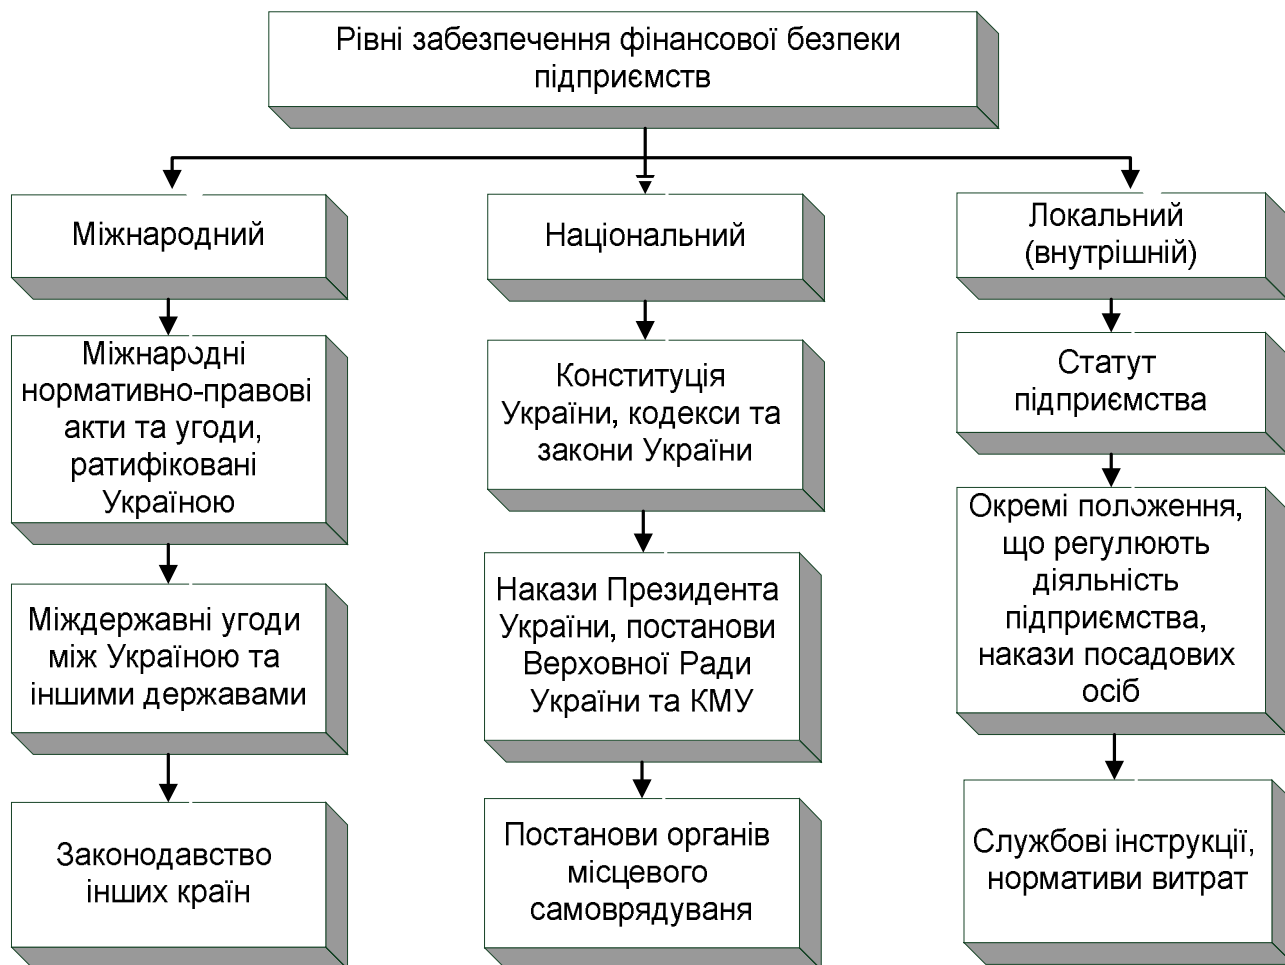 Рівні забезпечення фінансової безпеки
підприємств
Міжнародний
Національний
Локальний
(внутрішній)
Міжнародні
нормативно-правові
акти та угоди,
ратифіковані
Україною
Конституція
України, кодекси та
закони України
Статут
підприємства
Міждержавні угоди
між Україною та
іншими державами
Накази Президента
України, постанови
Верховної Ради
України та КМУ
Окремі положення,
що регулюють
діяльність
підприємства,
накази посадових
осіб
Законодавство
інших країн
Постанови органів
місцевого
самоврядуваня
Службові інструкції,
нормативи витрат